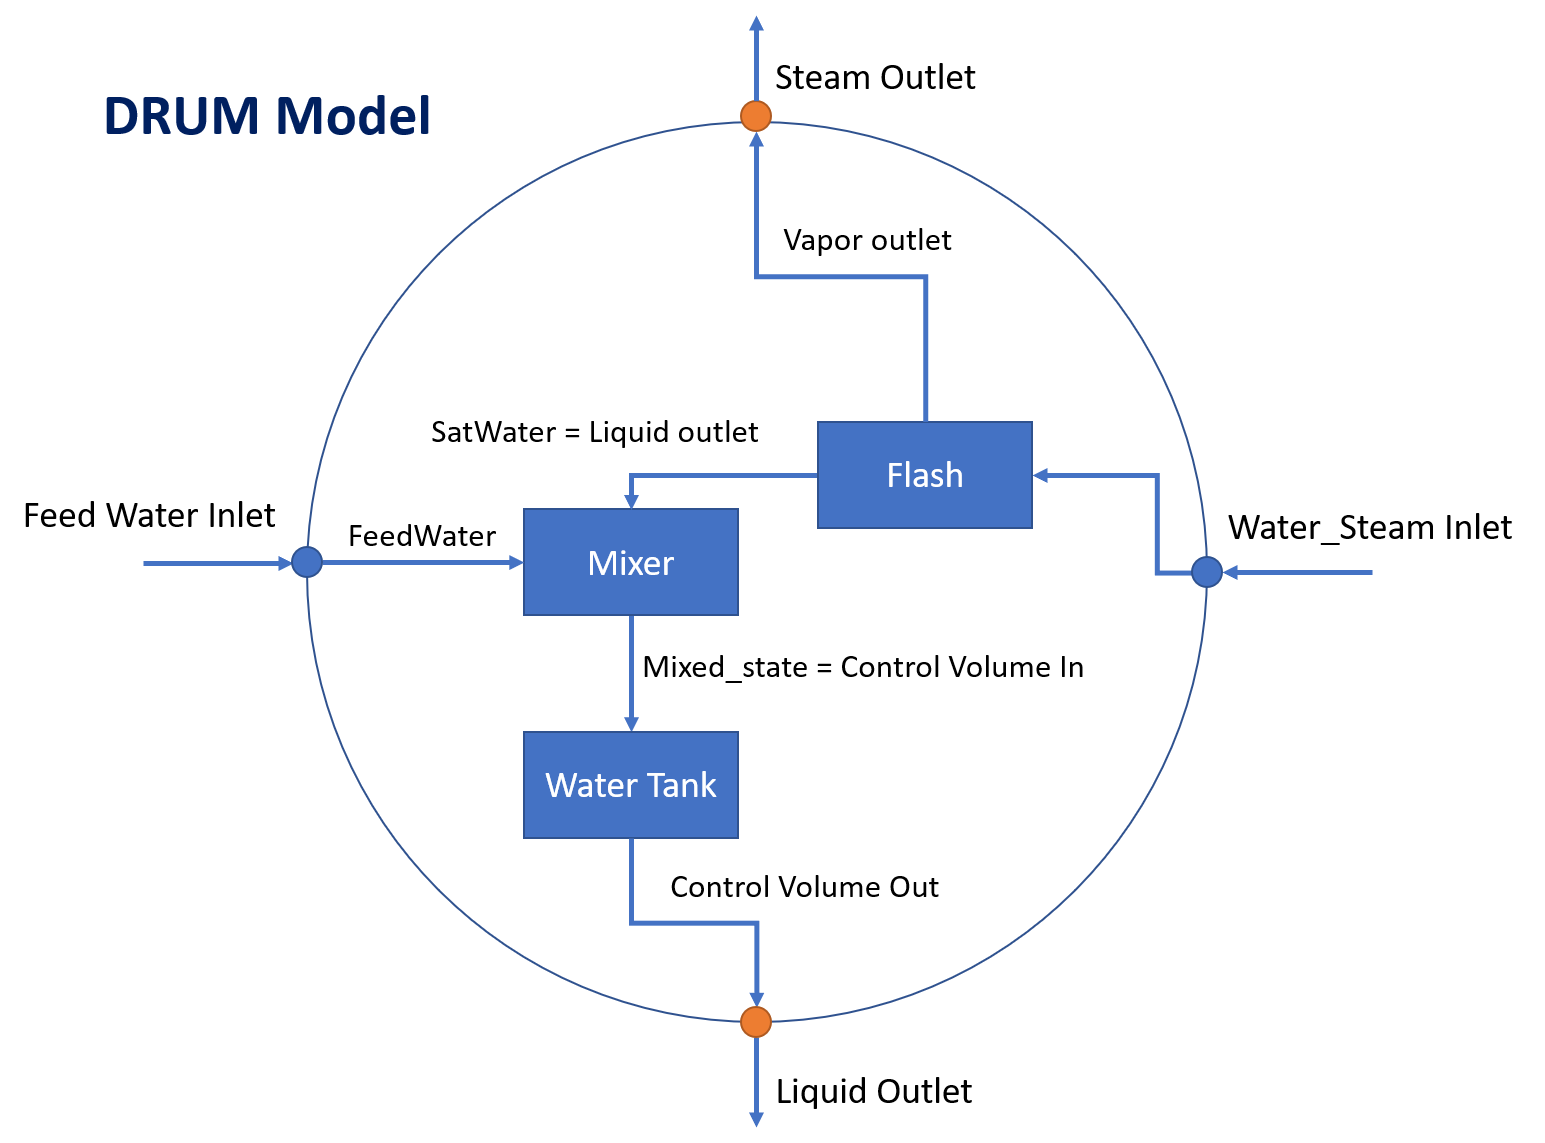 Steam Outlet
DRUM Model
Vapor outlet
SatWater = Liquid outlet
Flash
Feed Water Inlet
FeedWater
Water_Steam Inlet
Mixer
Mixed_state = Control Volume In
Water Tank
Control Volume Out
Liquid Outlet